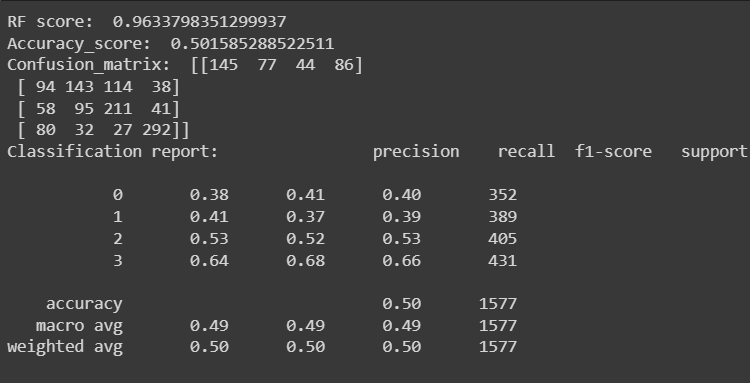 RF score:  0.9633798351299937
Accuracy_score:  0.501585288522511
Confusion_matrix:  [[145  77  44  86]
 [ 94 143 114  38]
 [ 58  95 211  41]
 [ 80  32  27 292]]
Classification report:               precision    recall  f1-score   support
           0       0.38      0.41      0.40       352
           1       0.41      0.37      0.39       389
           2       0.53      0.52      0.53       405
           3       0.64      0.68      0.66       431
    accuracy                           0.50      1577
   macro avg       0.49      0.49      0.49      1577
weighted avg       0.50      0.50      0.50      1577